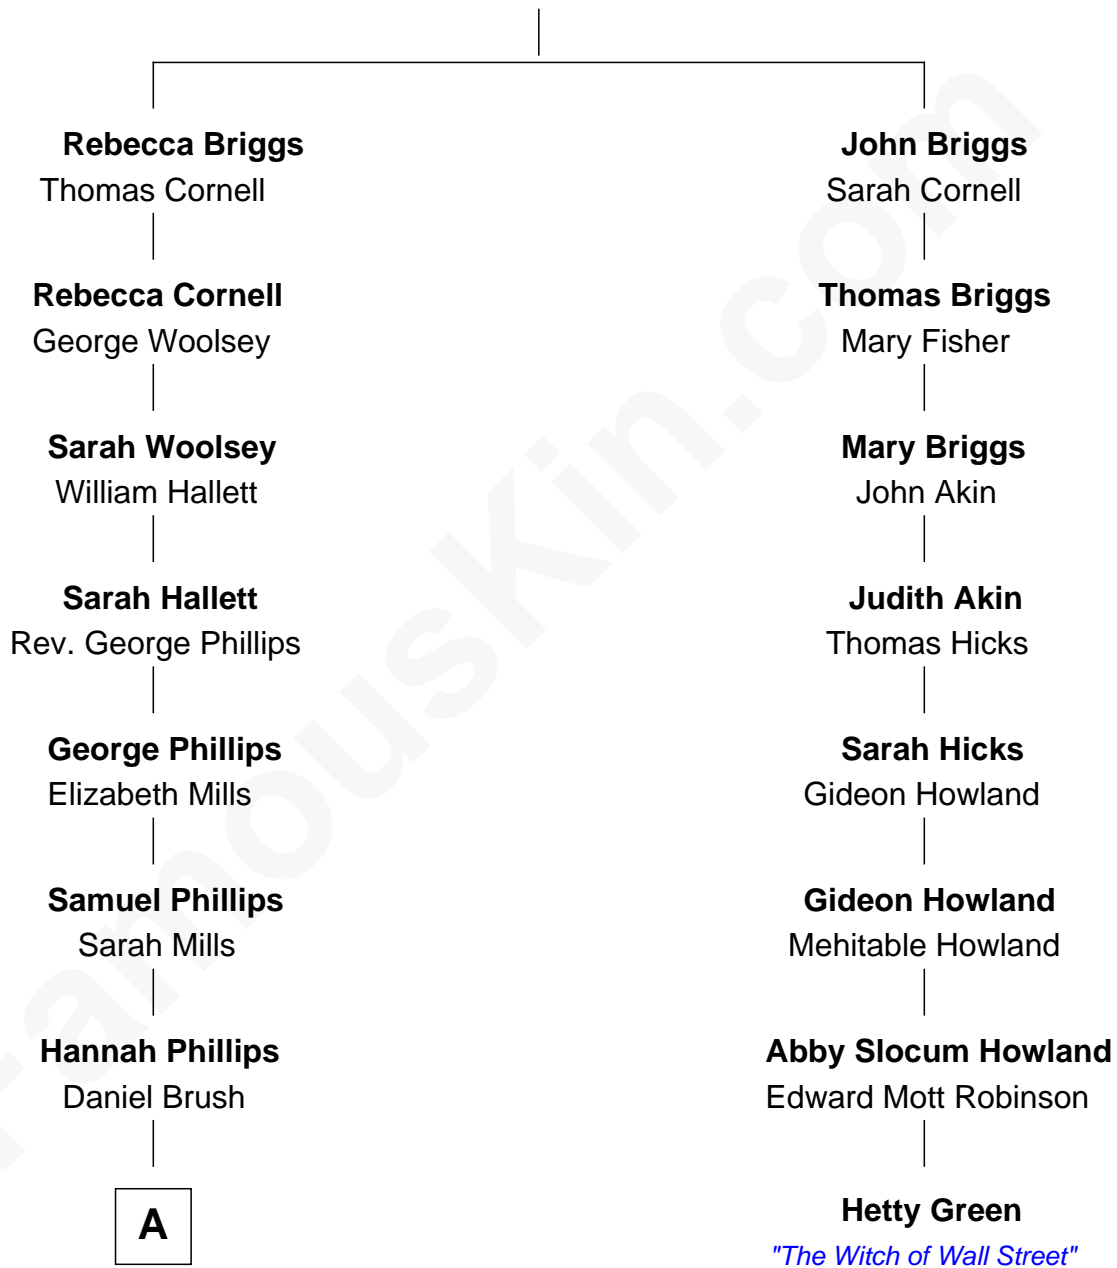 Rebecca Briggs
Thomas Cornell
Rebecca Cornell
George Woolsey
Sarah Woolsey
William Hallett
Sarah Hallett
Rev. George Phillips
George Phillips
Elizabeth Mills
Samuel Phillips
Sarah Mills
Hannah Phillips
Daniel Brush
A
John Briggs
Sarah Cornell
Thomas Briggs
Mary Fisher
Mary Briggs
John Akin
Judith Akin
Thomas Hicks
Sarah Hicks
Gideon Howland
Gideon Howland
Mehitable Howland
Abby Slocum Howland
Edward Mott Robinson
Hetty Green
"The Witch of Wall Street"
FamousKin.com